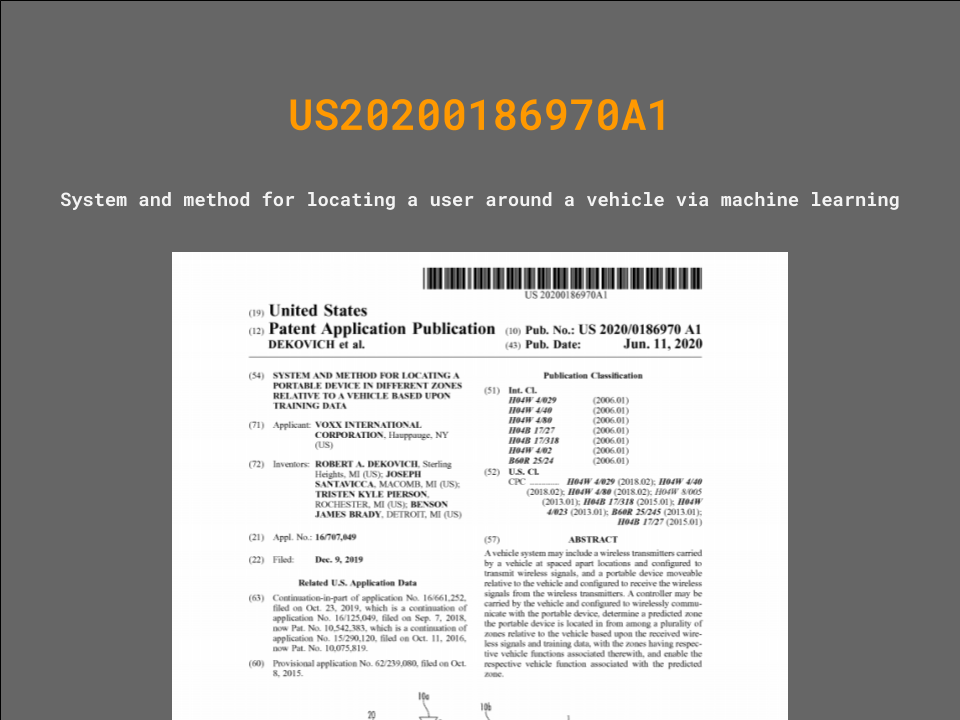 US20200186970A1
System and method for locating a user around a vehicle via machine learning
US 20200186970A1
(19) United States
(12) Patent Application Publication
DEKOVICH et al.
(10) Pub. No.: US 2020/0186970 A1
(43) Pub. Date: Jun. 11, 2020
(54) SYSTEM AND METHOD FOR LOCATING A
PORTABLE DEVICE IN DIFFERENT ZONES
RELATIVE TO A VEHICLE BASED UPON
TRAINING DATA
(71) Applicant: VOXX INTERNATIONAL
CORPORATION, Hauppauge, NY
(US)
(72) Inventors: ROBERT A. DEKOVICH, Sterling
Heights, MI (US); JOSEPH
SANTAVICCA, MACOMB, MI (US);
TRISTEN KYLE PIERSON,
ROCHESTER, MI (US); BENSON
JAMES BRADY, DETROIT, MI (US)
(21) Appl. No.: 16/707,049
(22) Filed: Dec. 9, 2019
Related U.S. Application Data
(63) Continuation-in-part of application No. 16/661,252,
filed on Oct. 23, 2019, which is a continuation of
application No. 16/125,049, filed on Sep. 7, 2018,
now Pat. No. 10,542,383, which is a continuation of
application No. 15/290,120, filed on Oct. 11, 2016,
now Pat. No. 10,075,819.
(60) Provisional application No. 62/239,080, filed on Oct.
8, 2015.
Publication Classification
(51) Int. Cl.
H04W 4/029 (2006.01)
H04W 4/40 (2006.01)
H04W 4/80 (2006.01)
H04B 17/27 (2006.01)
H04B 17/318 (2006.01)
H04W 4/02 (2006.01)
B60R 25/24 (2006.01)
(52) U.S. Cl.
CPC ............ H04W 4/029 (2018.02); H04W 4/40
(2018.02); H04W 4/80 (2018.02); H04W 8/005
(2013.01); H04B 17/318 (2015.01); H04W
4/023 (2013.01); B60R 25/245 (2013.01);
H04B 17/27 (2015.01)
(57) ABSTRACT
A vehicle system may include a wireless transmitters carried
by a vehicle at spaced apart locations and configured to
transmit wireless signals, and a portable device moveable
relative to the vehicle and configured to receive the wireless
signals from the wireless transmitters. A controller may be
carried by the vehicle and configured to wirelessly commu-
nicate with the portable device, determine a predicted zone
the portable device is located in from among a plurality of
zones relative to the vehicle based upon the received wire-
less signals and training data, with the zones having respec-
tive vehicle functions associated therewith, and enable the
respective vehicle function associated with the predicted
zone.
10a
10b
20